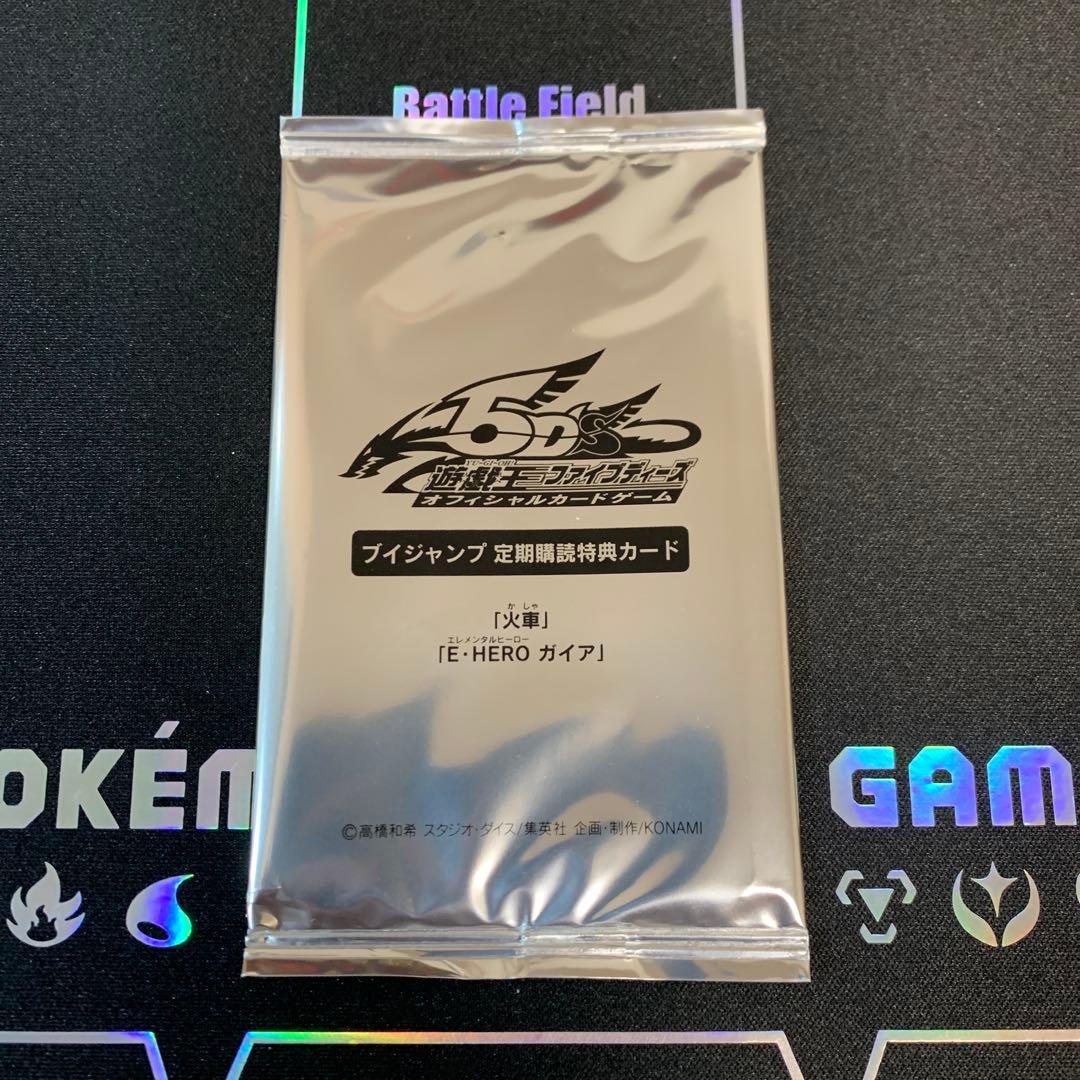 Battle Field
5D's
YU-GI-OH!
遊戯王ファイブディーズ
オフィシャルカードゲーム
ブイジャンプ 定期購読特典カード
かしゃ
「火車」
エレメンタルヒーロー
「E・HERO ガイア」
OKÉM
GAM
©高橋和希 スタジオ・ダイス/集英社 企画・制作/KONAMI